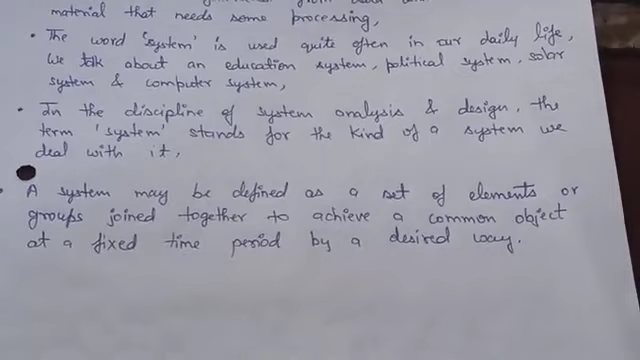 material that needs some processing,
• The word 'system' is used quite often in our daily life,
We talk about an education system, political system, solar
system & computer system,
• In the discipline of system analysis & design, the
term 'system' stands for the kind of a system we
deal with it,
• A system may be defined as a set of elements or
groups joined together to achieve a common object
at a fixed time period by a desired way.